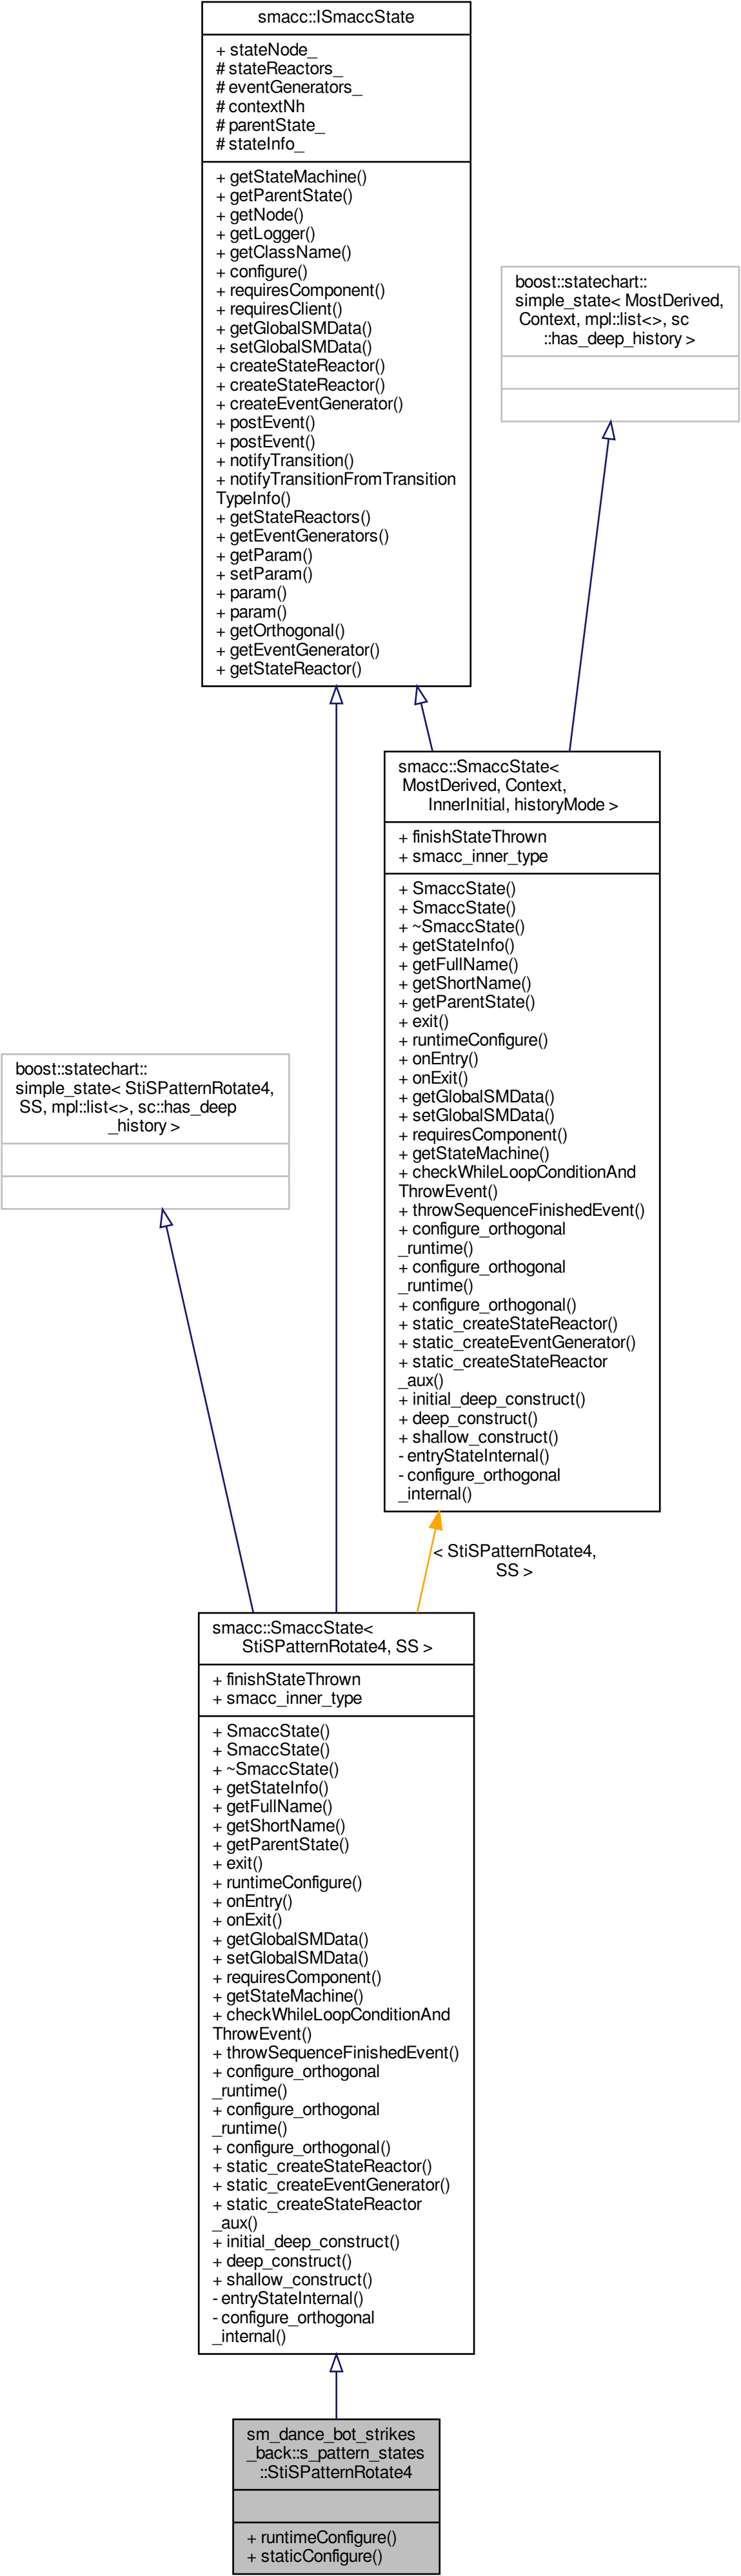 smacc::ISmaccState
+ stateNode_
# stateReactors_
# eventGenerators_
# contextNh
# parentState_
# stateInfo_
+ getStateMachine()
+ getParentState()
+ getNode()
+ getLogger()
+ getClassName()
+ configure()
+ requiresComponent()
+ requiresClient()
+ getGlobalSMData()
+ setGlobalSMData()
+ createStateReactor()
+ createStateReactor()
+ createEventGenerator()
+ postEvent()
+ postEvent()
+ notifyTransition()
+ notifyTransitionFromTransition
TypeInfo()
+ getStateReactors()
+ getEventGenerators()
+ getParam()
+ setParam()
+ param()
+ param()
+ getOrthogonal()
+ getEventGenerator()
+ getStateReactor()
boost::statechart::
simple_state< MostDerived,
Context, mpl::list<>, sc
::has_deep_history >
smacc::SmaccState<
MostDerived, Context,
InnerInitial, historyMode >
+ finishStateThrown
+ smacc_inner_type
+ SmaccState()
+ SmaccState()
+ ~SmaccState()
+ getStateInfo()
+ getFullName()
+ getShortName()
+ getParentState()
+ exit()
+ runtimeConfigure()
+ onEntry()
+ onExit()
+ getGlobalSMData()
+ setGlobalSMData()
+ requiresComponent()
+ getStateMachine()
+ checkWhileLoopConditionAnd
ThrowEvent()
+ throwSequenceFinishedEvent()
+ configure_orthogonal
_runtime()
+ configure_orthogonal
_runtime()
+ configure_orthogonal()
+ static_createStateReactor()
+ static_createEventGenerator()
+ static_createStateReactor
_aux()
+ initial_deep_construct()
+ deep_construct()
+ shallow_construct()
- entryStateInternal()
- configure_orthogonal
_internal()
boost::statechart::
simple_state< StiSPatternRotate4,
SS, mpl::list<>, sc::has_deep
_history >
< StiSPatternRotate4,
SS >
smacc::SmaccState<
StiSPatternRotate4, SS >
+ finishStateThrown
+ smacc_inner_type
+ SmaccState()
+ SmaccState()
+ ~SmaccState()
+ getStateInfo()
+ getFullName()
+ getShortName()
+ getParentState()
+ exit()
+ runtimeConfigure()
+ onEntry()
+ onExit()
+ getGlobalSMData()
+ setGlobalSMData()
+ requiresComponent()
+ getStateMachine()
+ checkWhileLoopConditionAnd
ThrowEvent()
+ throwSequenceFinishedEvent()
+ configure_orthogonal
_runtime()
+ configure_orthogonal
_runtime()
+ configure_orthogonal()
+ static_createStateReactor()
+ static_createEventGenerator()
+ static_createStateReactor
_aux()
+ initial_deep_construct()
+ deep_construct()
+ shallow_construct()
- entryStateInternal()
- configure_orthogonal
_internal()
sm_dance_bot_strikes
_back::s_pattern_states
::StiSPatternRotate4
+ runtimeConfigure()
+ staticConfigure()